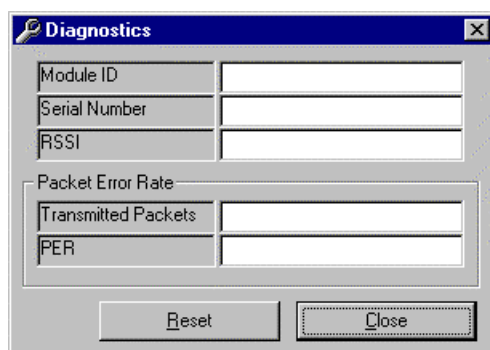 Diagnostics
Module ID
Serial Number
RSSI
Packet Error Rate
Transmitted Packets
PER
Reset
Close